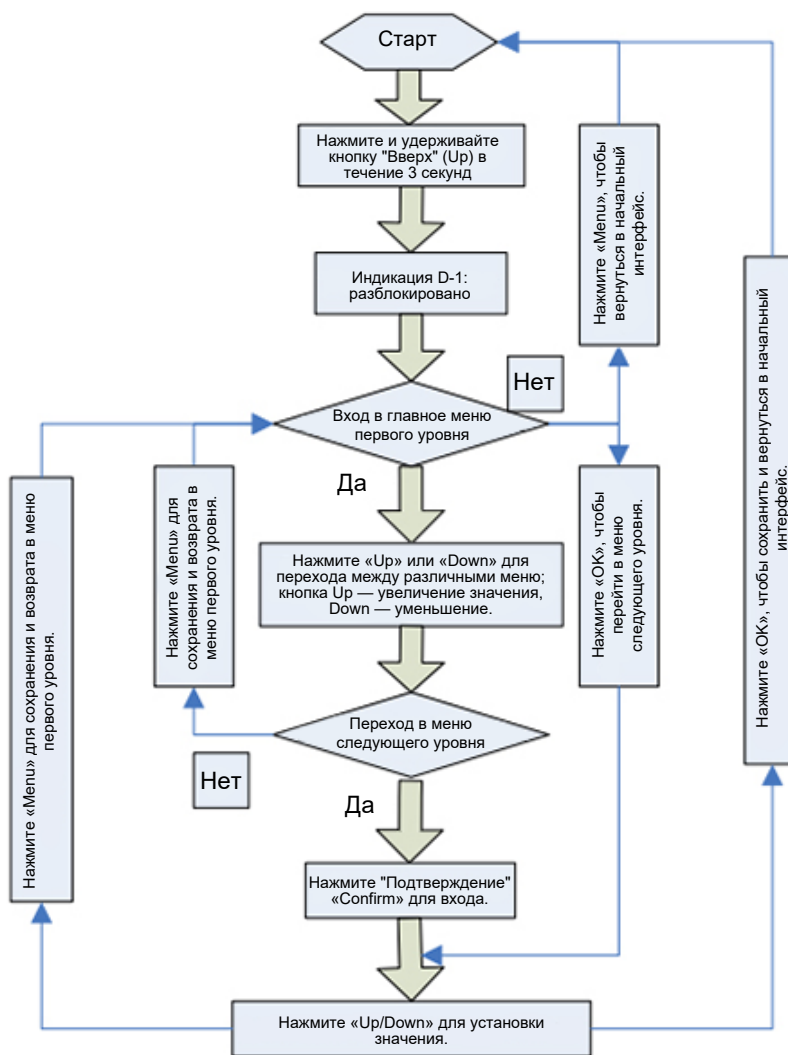 Старт
Нажмите и удерживайте
кнопку "Вверх" (Up) в
течение 3 секунд
Индикация D-1:
разблокировано
Нажмите «Menu», чтобы
вернуться в начальный
интерфейс.
Нет
Вход в главное меню
первого уровня
Да
Нажмите «Up» или «Down» для
перехода между различными меню;
кнопка Up — увеличение значения,
Down — уменьшение.
Нажмите «OK», чтобы
перейти в меню
следующего уровня.
Нажмите «OK», чтобы сохранить и вернуться в начальный
интерфейс.
Нажмите «Menu» для сохранения и возврата в меню
первого уровня.
Нажмите «Menu» для
сохранения и возврата в
меню первого уровня.
Переход в меню
следующего уровня
Нет
Да
Нажмите "Подтверждение"
«Confirm» для входа.
Нажмите «Up/Down» для установки
значения.